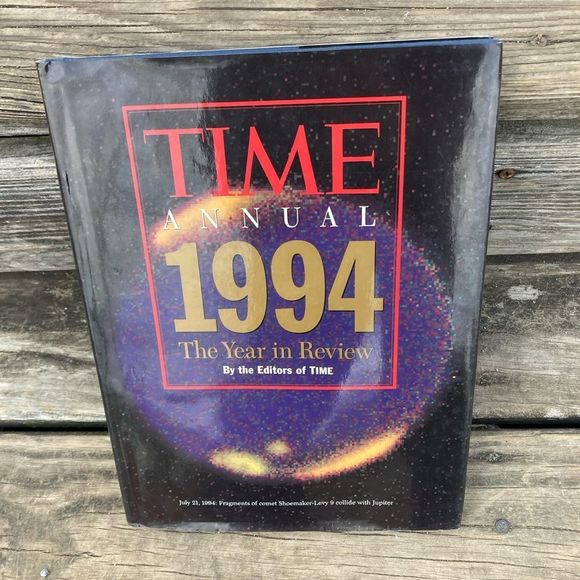 TIME
ANNUAL
1994
The Year in Review
By the Editors of TIME
July 21, 1994: Fragments of comet Shoemaker-Levy 9 collide with Jupiter